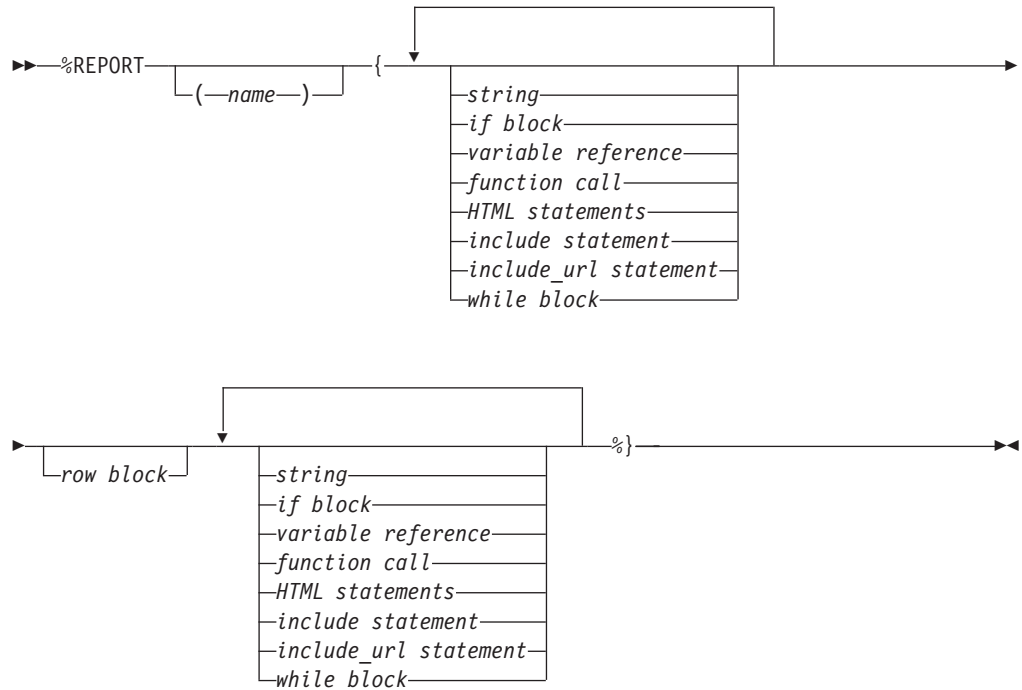 %REPORT ( name ) {
string
if block
variable reference
function call
HTML statements
include statement
include_url statement
while block
row block %}
string
if block
variable reference
function call
HTML statements
include statement
include_url statement
while block